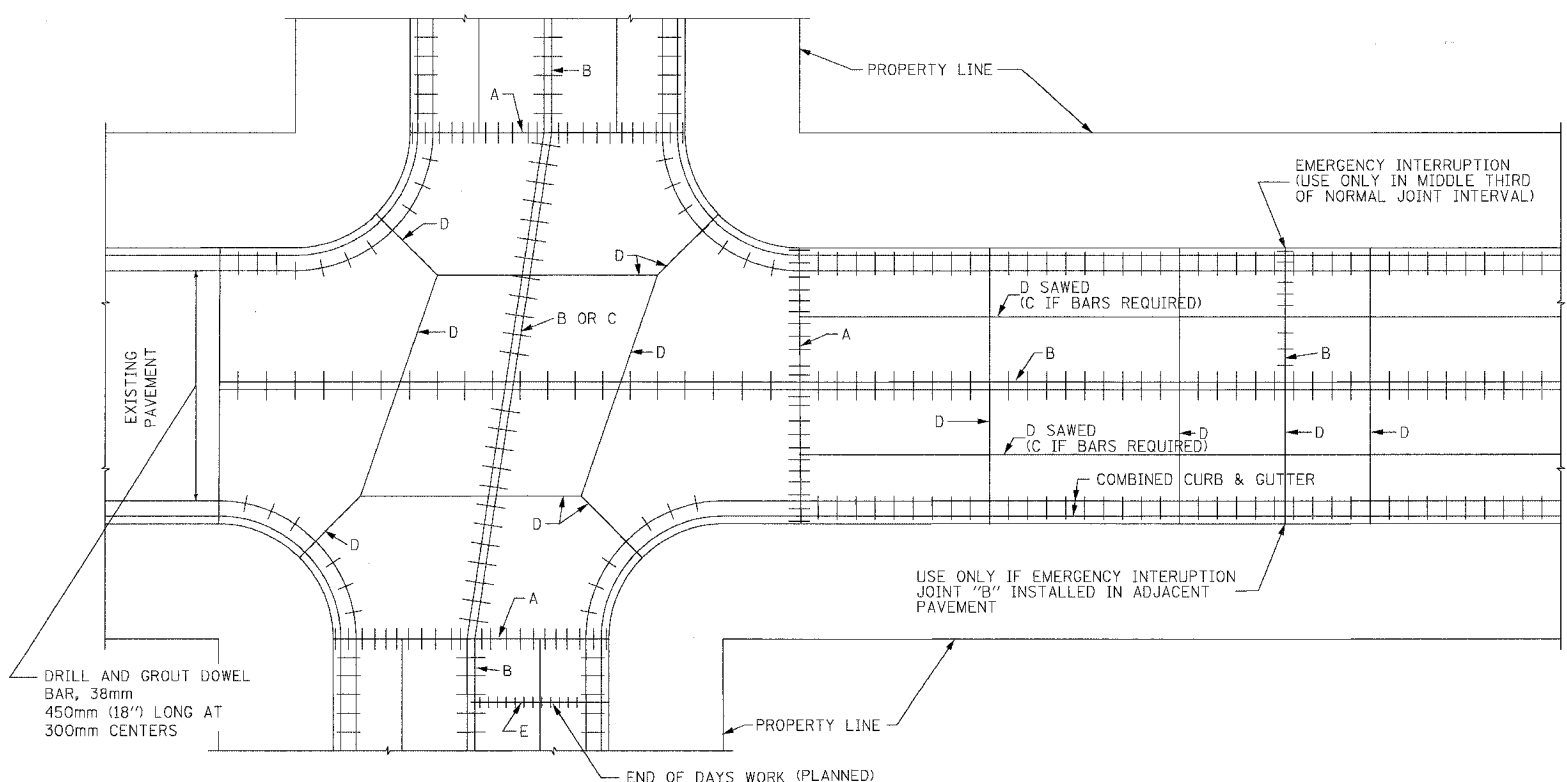 B
PROPERTY LINE
A
EMERGENCY INTERRUPTION
(USE ONLY IN MIDDLE THIRD
OF NORMAL JOINT INTERVAL)
D
D
D SAWED
(C IF BARS REQUIRED)
B OR C
D
D
A
B
B
EXISTING
PAVEMENT
D
D SAWED
(C IF BARS REQUIRED)
D
D
D
COMBINED CURB & GUTTER
D
D
USE ONLY IF EMERGENCY INTERUPTION
JOINT "B" INSTALLED IN ADJACENT
PAVEMENT
A
B
DRILL AND GROUT DOWEL
BAR, 38mm
450mm (18") LONG AT
300mm CENTERS
E
PROPERTY LINE
END OF DAYS WORK (PLANNED)